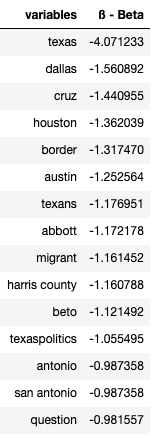 variables ß - Beta
texas -4.071233
dallas -1.560892
cruz -1.440955
houston -1.362039
border -1.317470
austin -1.252564
texans -1.176951
abbott -1.172178
migrant -1.161452
harris county -1.160788
beto -1.121492
texaspolitics -1.055495
antonio -0.987358
san antonio -0.987358
question -0.981557